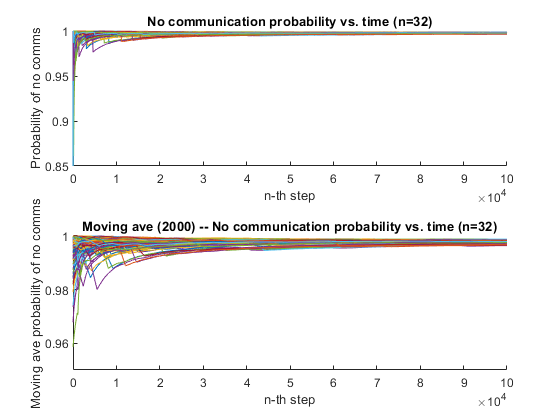 No communication probability vs. time (n=32)
Probability of no comms
1
0.95
0.9
0.85
0 1 2 3 4 5 6 7 8 9 10
n-th step
×10^4
Moving ave (2000) -- No communication probability vs. time (n=32)
Moving ave probability of no comms
1
0.98
0.96
0 1 2 3 4 5 6 7 8 9 10
n-th step
×10^4